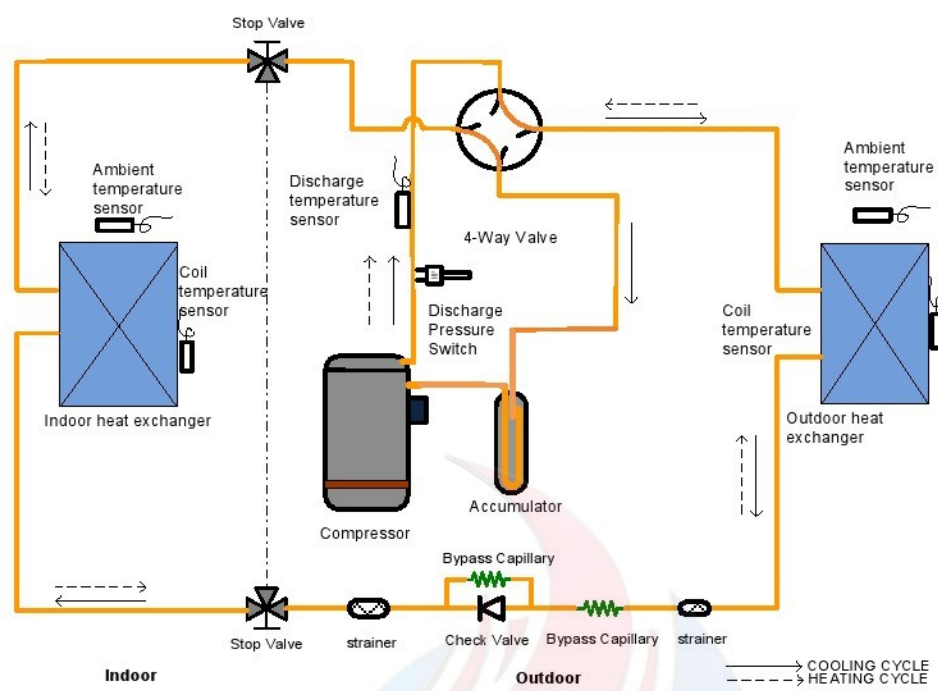 Stop Valve
Ambient
temperature
sensor
Discharge
temperature
sensor
Ambient
temperature
sensor
4-Way Valve
Coil
temperature
sensor
Discharge
Pressure
Switch
Coil
temperature
sensor
Indoor heat exchanger
Outdoor heat
exchanger
Accumulator
Compressor
Bypass Capillary
Stop Valve
strainer
Check Valve
Bypass Capillary
strainer
Indoor
Outdoor
COOLING CYCLE
HEATING CYCLE